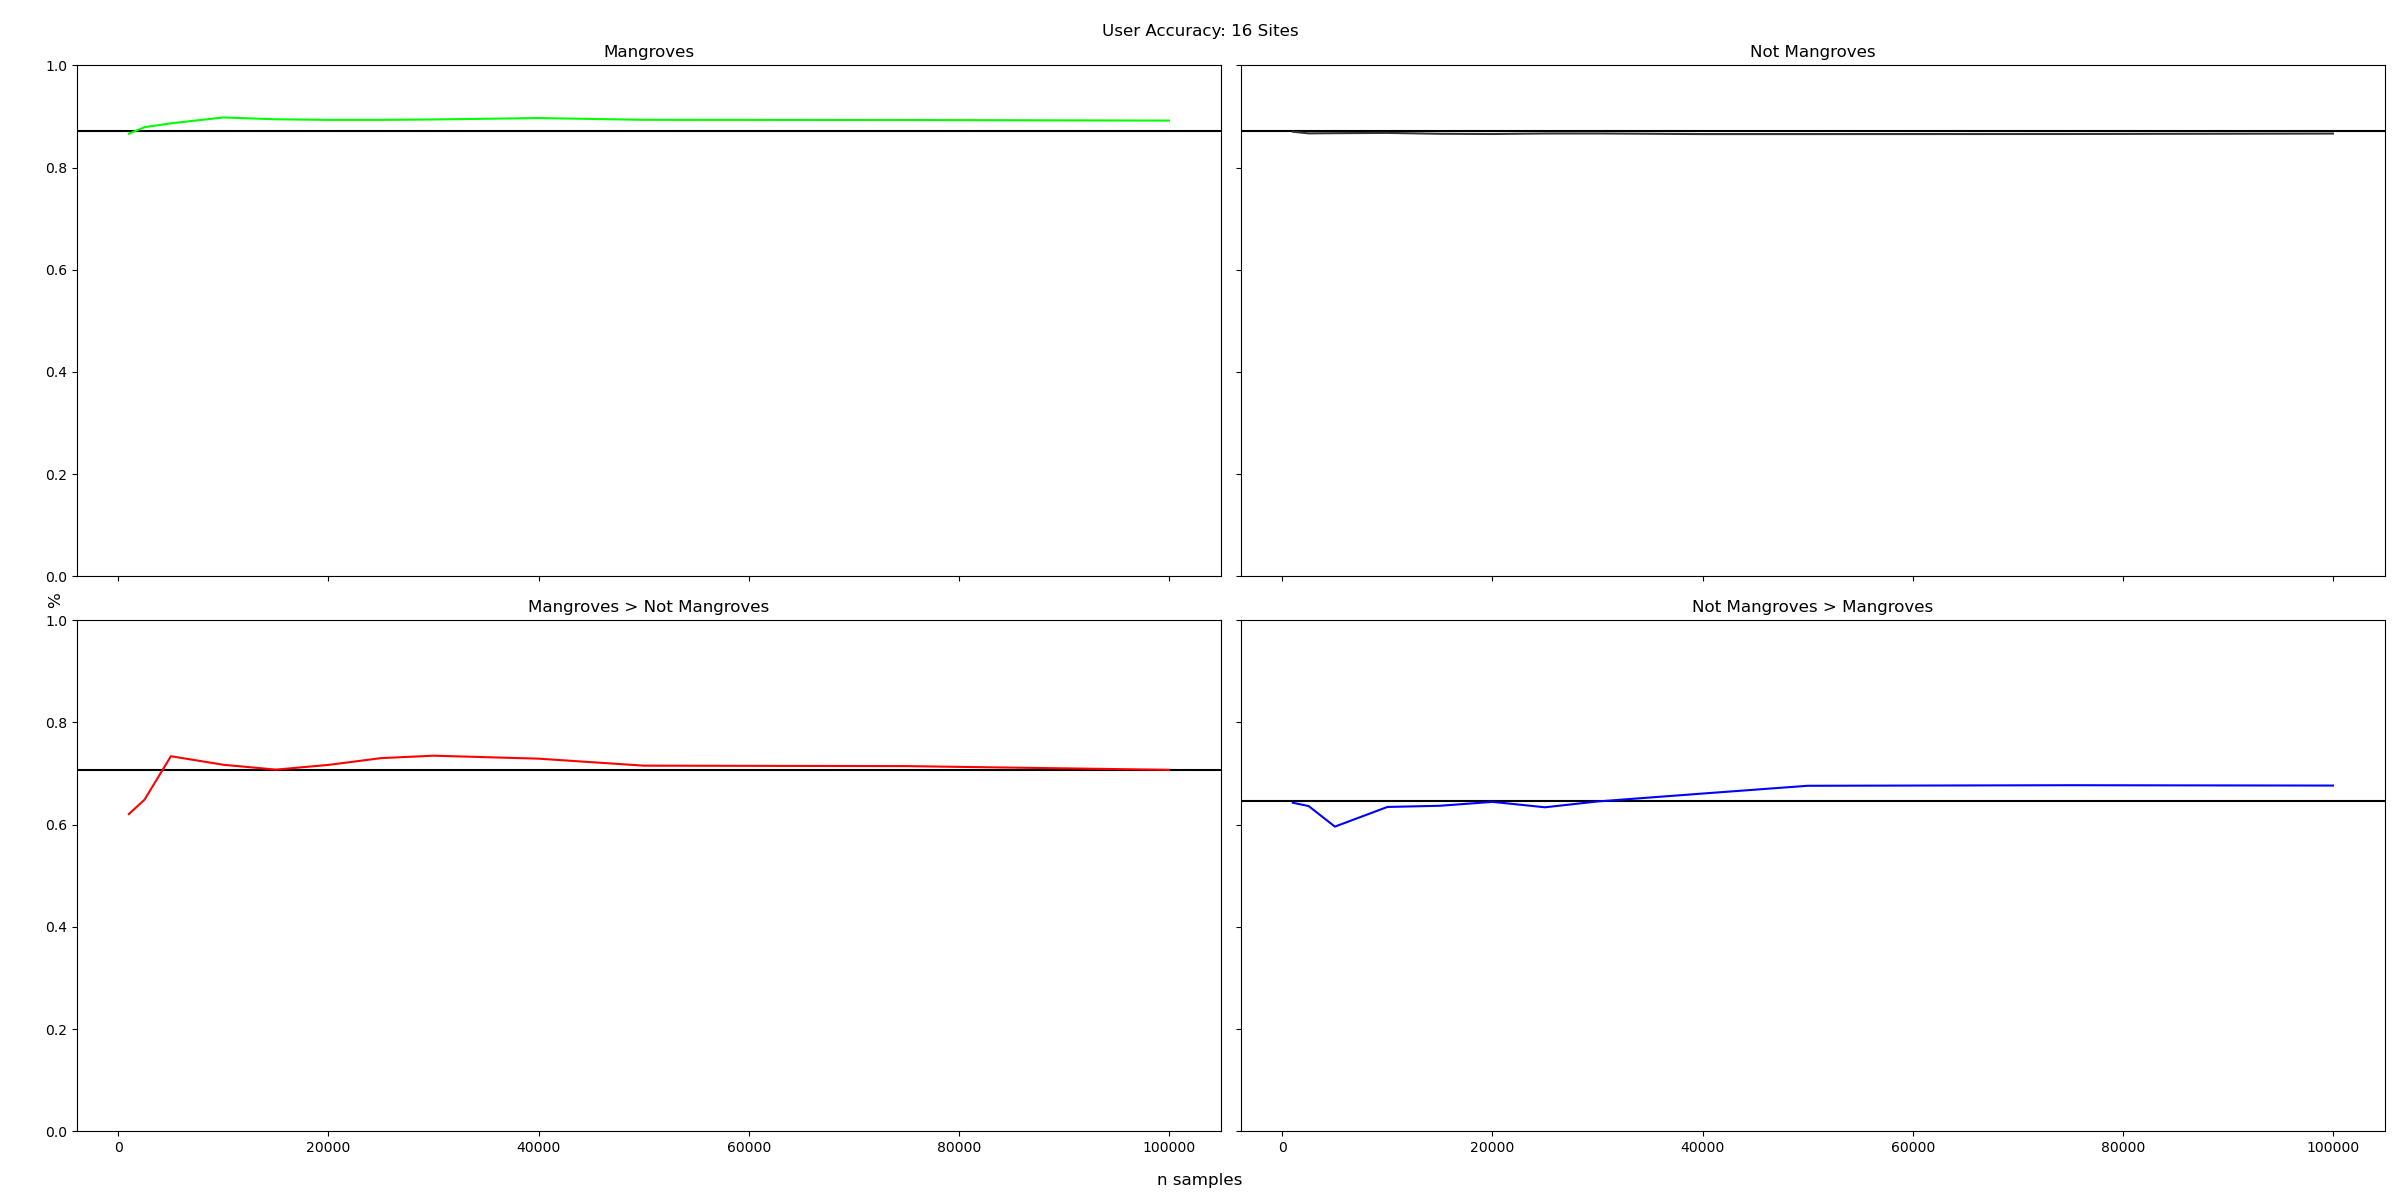 User Accuracy: 16 Sites
Mangroves
Not Mangroves
1.0
0.8
0.6
0.4
0.2
0.0
%
Mangroves > Not Mangroves
Not Mangroves > Mangroves
1.0
0.8
0.6
0.4
0.2
0.0
0 20000 40000 60000 80000 100000
0 20000 40000 60000 80000 100000
n samples